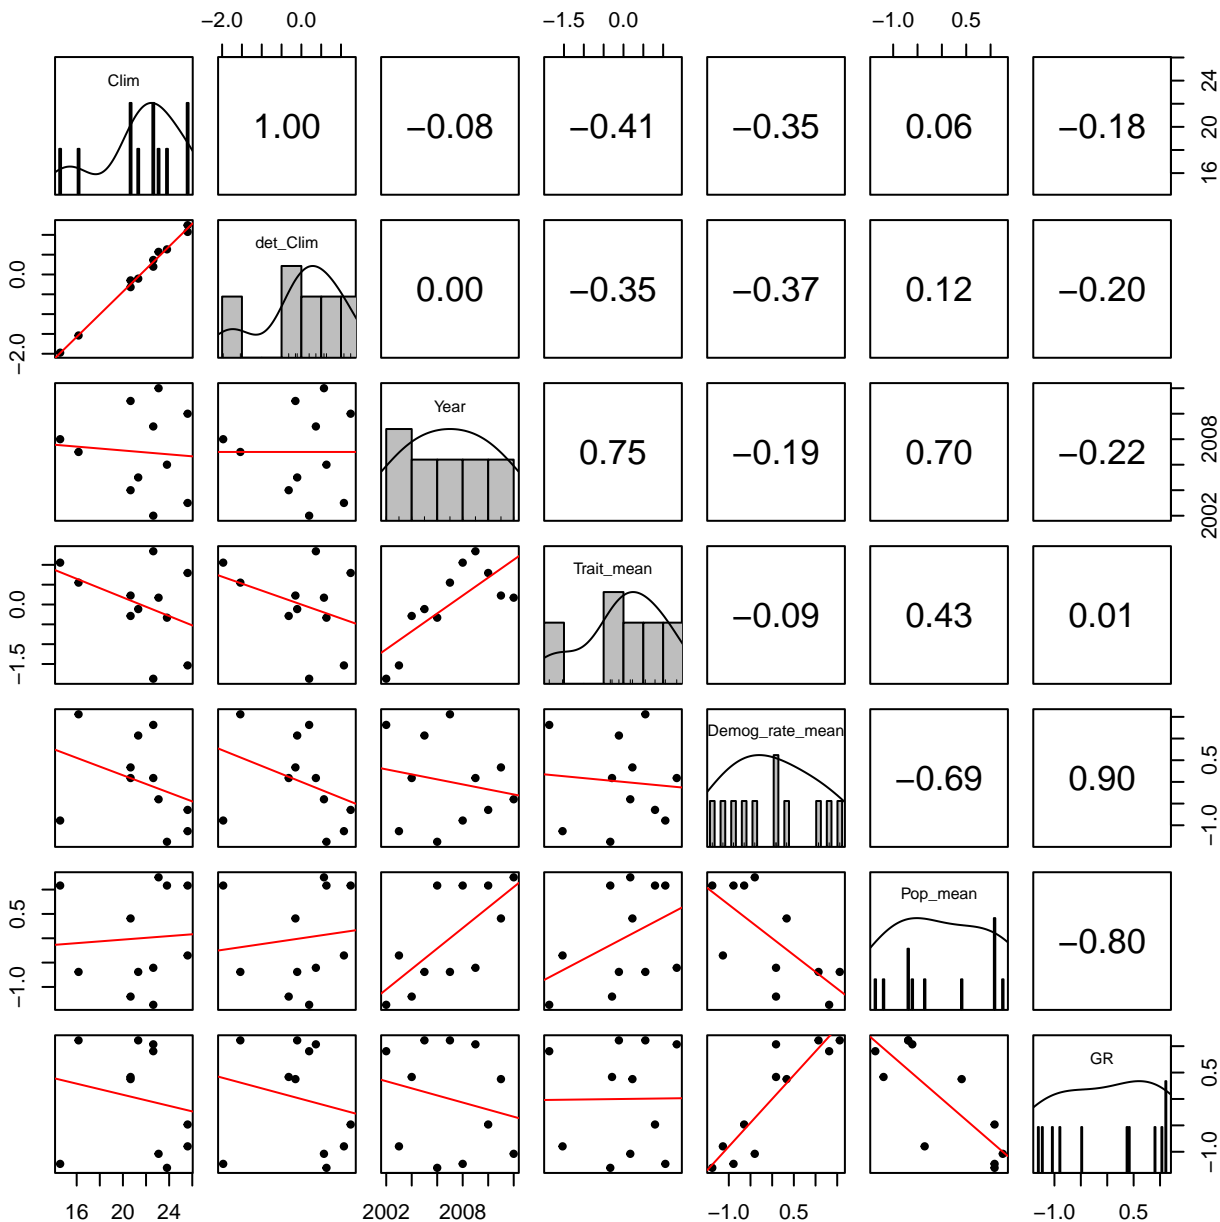 −2.0 0.0 −1.5 0.0 −1.0 0.5
Clim 1.00 −0.08 −0.41 −0.35 0.06 −0.18 16 20 24
−2.0 0.0 det_Clim 0.00 −0.35 −0.37 0.12 −0.20
Year 0.75 −0.19 0.70 −0.22 2002 2008
−1.5 0.0 Trait_mean −0.09 0.43 0.01
Demog_rate_mean −0.69 0.90 −1.0 0.5
−1.0 0.5 Pop_mean −0.80
GR −1.0 0.5
16 20 24 2002 2008 −1.0 0.5 −1.0 0.5